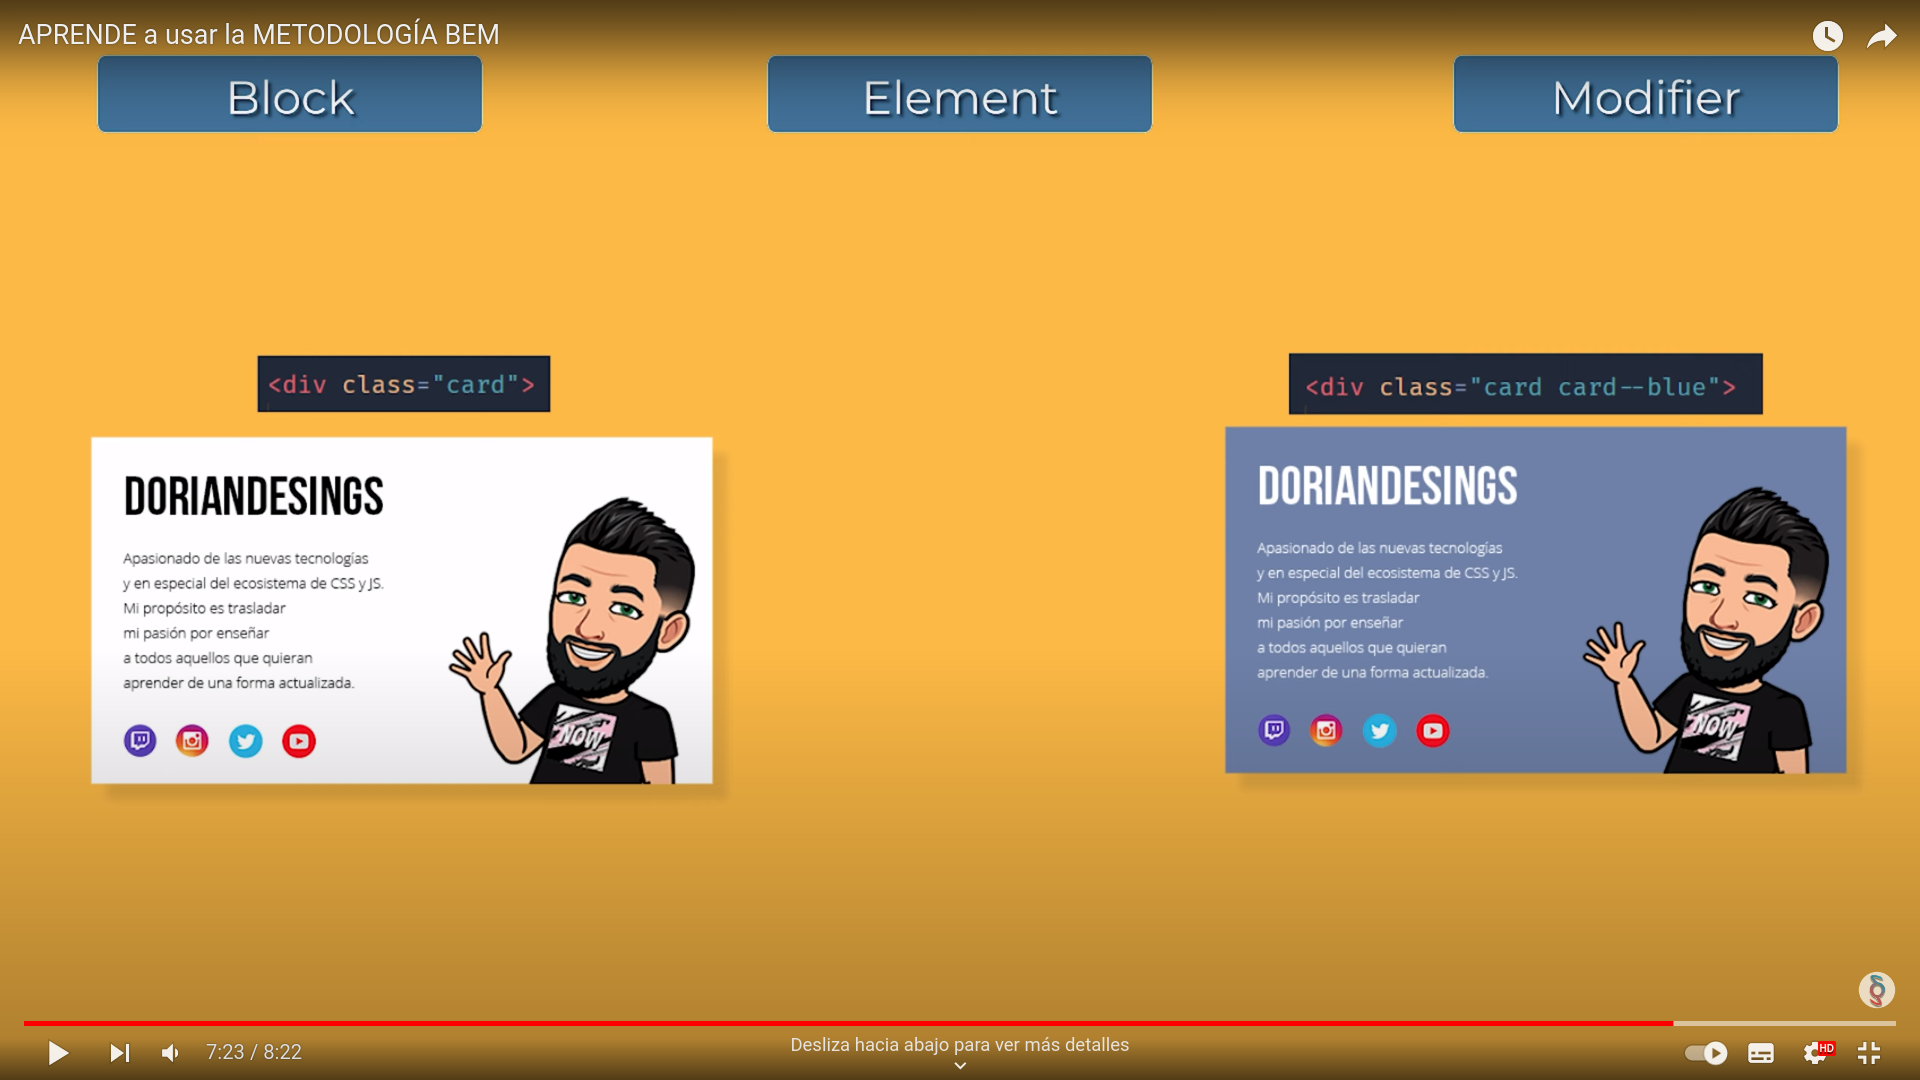 APRENDE a usar la METODOLOGÍA BEM
Block
Element
Modifier
<div class="card">
DORIANDESINGS
Apasionado de las nuevas tecnologías
y en especial del ecosistema de CSS y JS.
Mi propósito es trasladar
mi pasión por enseñar
a todos aquellos que quieran
aprender de una forma actualizada.
NOW
<div class="card card--blue">
DORIANDESINGS
Apasionado de las nuevas tecnologías
y en especial del ecosistema de CSS y JS.
Mi propósito es trasladar
mi pasión por enseñar
a todos aquellos que quieran
aprender de una forma actualizada.
NOW
7:23 / 8:22
Desliza hacia abajo para ver más detalles
HD